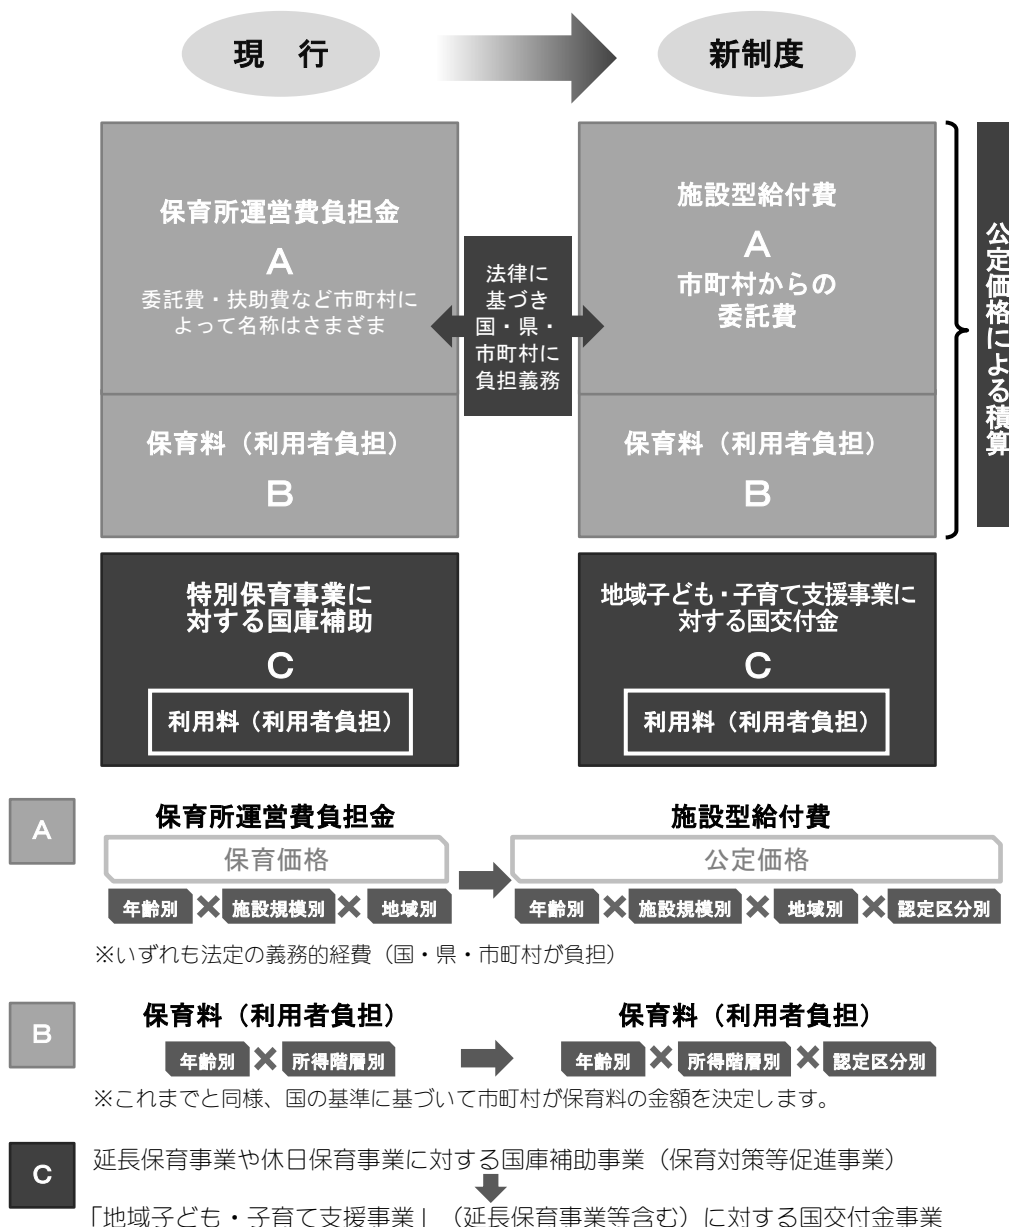 現 行
新制度
保育所運営費負担金
A
委託費・扶助費など市町村に
よって名称はさまざま
保育料（利用者負担）
B
法律に
基づき
国・県・
市町村に
負担義務
施設型給付費
A
市町村からの
委託費
保育料（利用者負担）
B
公定価格による積算
特別保育事業に
対する国庫補助
C
利用料（利用者負担）
地域子ども・子育て支援事業に
対する国交付金
C
利用料（利用者負担）
A
保育所運営費負担金
保育価格
年齢別×施設規模別×地域別
施設型給付費
公定価格
年齢別×施設規模別×地域別×認定区分別
※いずれも法定の義務的経費（国・県・市町村が負担）
B
保育料（利用者負担）
年齢別×所得階層別
保育料（利用者負担）
年齢別×所得階層別×認定区分別
※これまでと同様、国の基準に基づいて市町村が保育料の金額を決定します。
C
延長保育事業や休日保育事業に対する国庫補助事業（保育対策等促進事業）
「地域子ども・子育て支援事業」（延長保育事業等含む）に対する国交付金事業